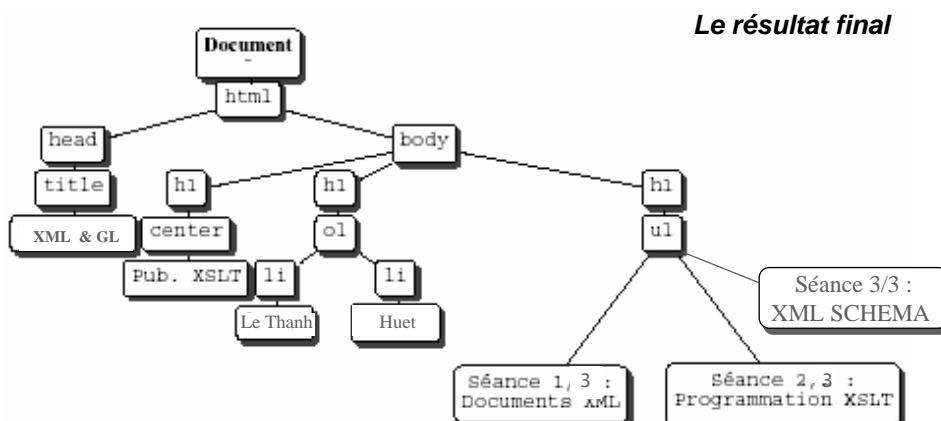 Le résultat final
Document
html
head
body
title
h1
h1
h1
XML & GL
center
ol
ul
Pub. XSLT
li
li
Séance 3/3 :
XML SCHEMA
Le Thanh
Huet
Séance 1,3 :
Documents XML
Séance 2,3 :
Programmation XSLT